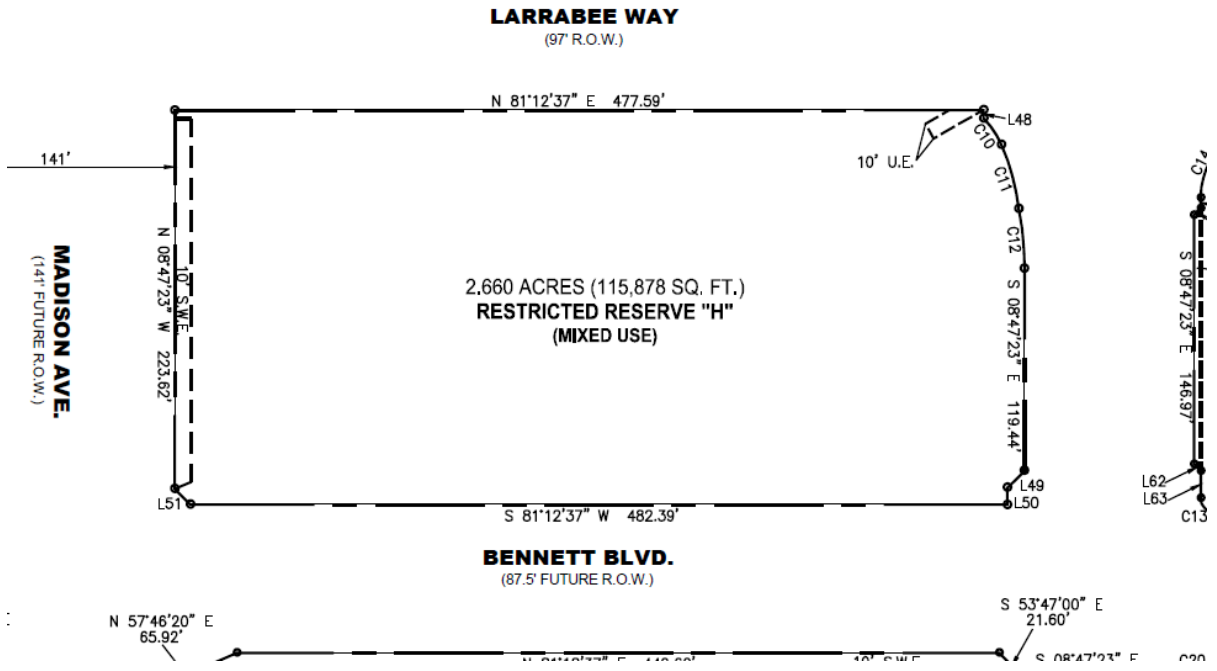 LARRABEE WAY
(97' R.O.W.)
N 81°12'37" E 477.59'
L48
C10
10' U.E.
C11
C12
141'
MADISON AVE.
(141' FUTURE R.O.W.)
N 08°47'23" W 223.62'
10' S.W.E.
2.660 ACRES (115,878 SQ. FT.)
RESTRICTED RESERVE "H"
(MIXED USE)
S 08°47'23" E 119.44'
S 08°47'23" E 146.97'
L49
L50
L51
L62
L63
C13
S 81°12'37" W 482.39'
BENNETT BLVD.
(87.5' FUTURE R.O.W.)
N 57°46'20" E
65.92'
S 53°47'00" E
21.60'
10' S.W.E.
S 08°47'23" E
C20